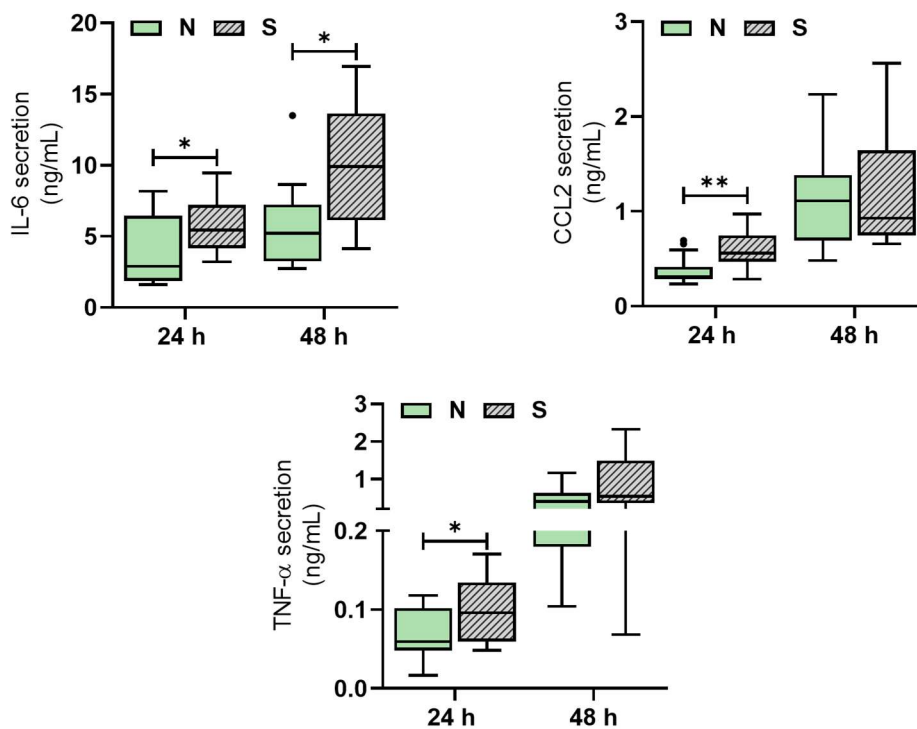 N S
20
15
10
5
0
IL-6 secretion
(ng/mL)
*
*
24 h 48 h
N S
3
2
1
0
CCL2 secretion
(ng/mL)
**
24 h 48 h
N S
3
2
1
0.2
0.1
0.0
TNF-α secretion
(ng/mL)
*
24 h 48 h